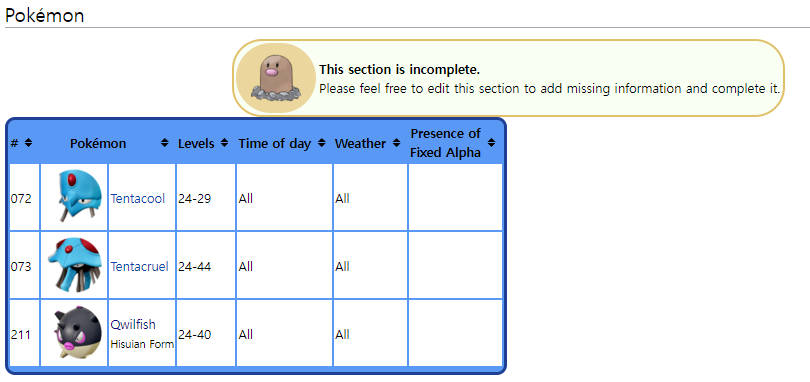 Pokémon
This section is incomplete.
Please feel free to edit this section to add missing information and complete it.
# Pokémon Levels Time of day Weather Presence of
Fixed Alpha
072 Tentacool 24-29 All All
073 Tentacruel 24-44 All All
211 Qwilfish 24-40 All All
Hisuian Form